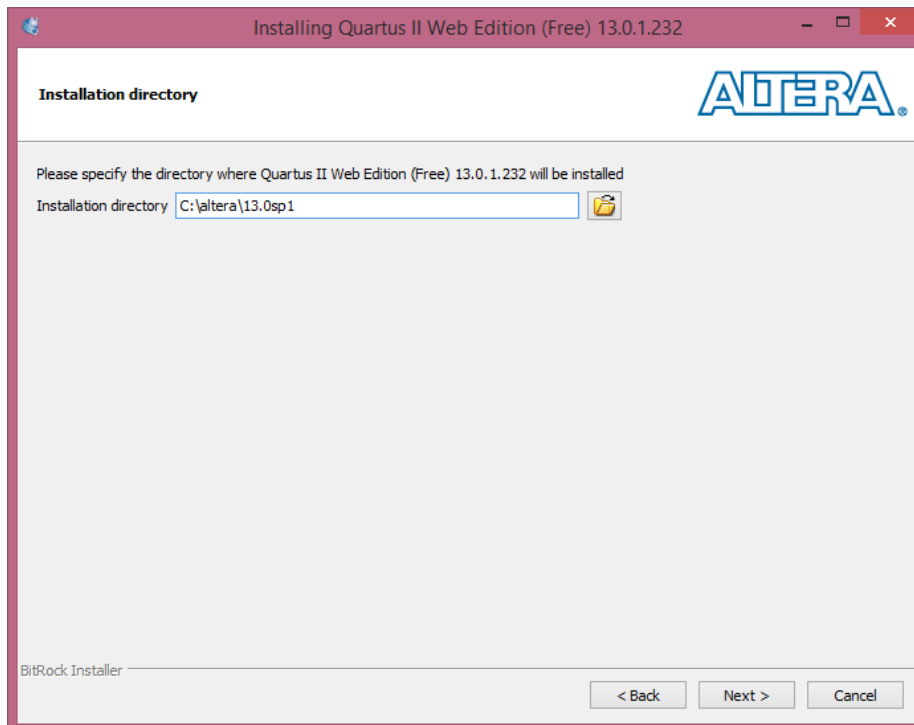 Installing Quartus II Web Edition (Free) 13.0.1.232
Installation directory
ALTERA®
Please specify the directory where Quartus II Web Edition (Free) 13.0.1.232 will be installed
Installation directory C:\altera\13.0sp1
BitRock Installer
< Back Next > Cancel